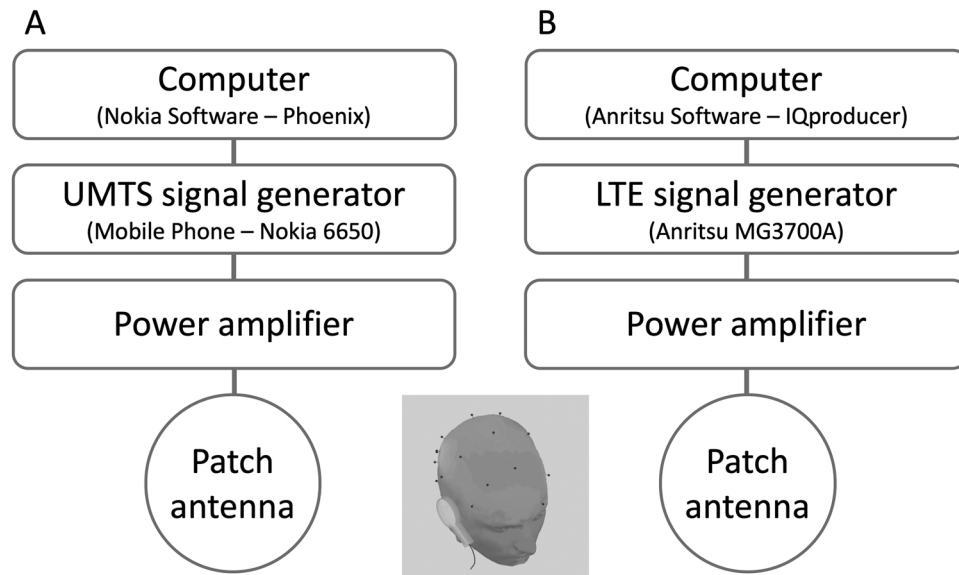 A
Computer
(Nokia Software – Phoenix)
UMTS signal generator
(Mobile Phone – Nokia 6650)
Power amplifier
Patch
antenna
B
Computer
(Anritsu Software – IQproducer)
LTE signal generator
(Anritsu MG3700A)
Power amplifier
Patch
antenna